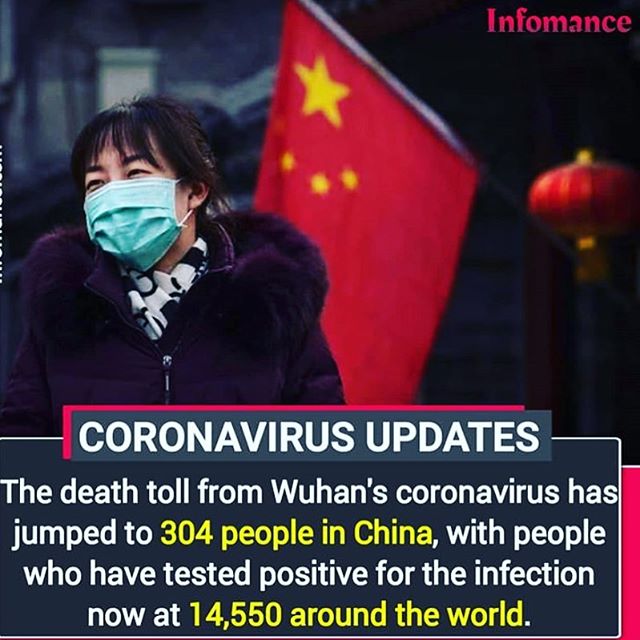 Infomance
CORONAVIRUS UPDATES
The death toll from Wuhan's coronavirus has
jumped to 304 people in China, with people
who have tested positive for the infection
now at 14,550 around the world.